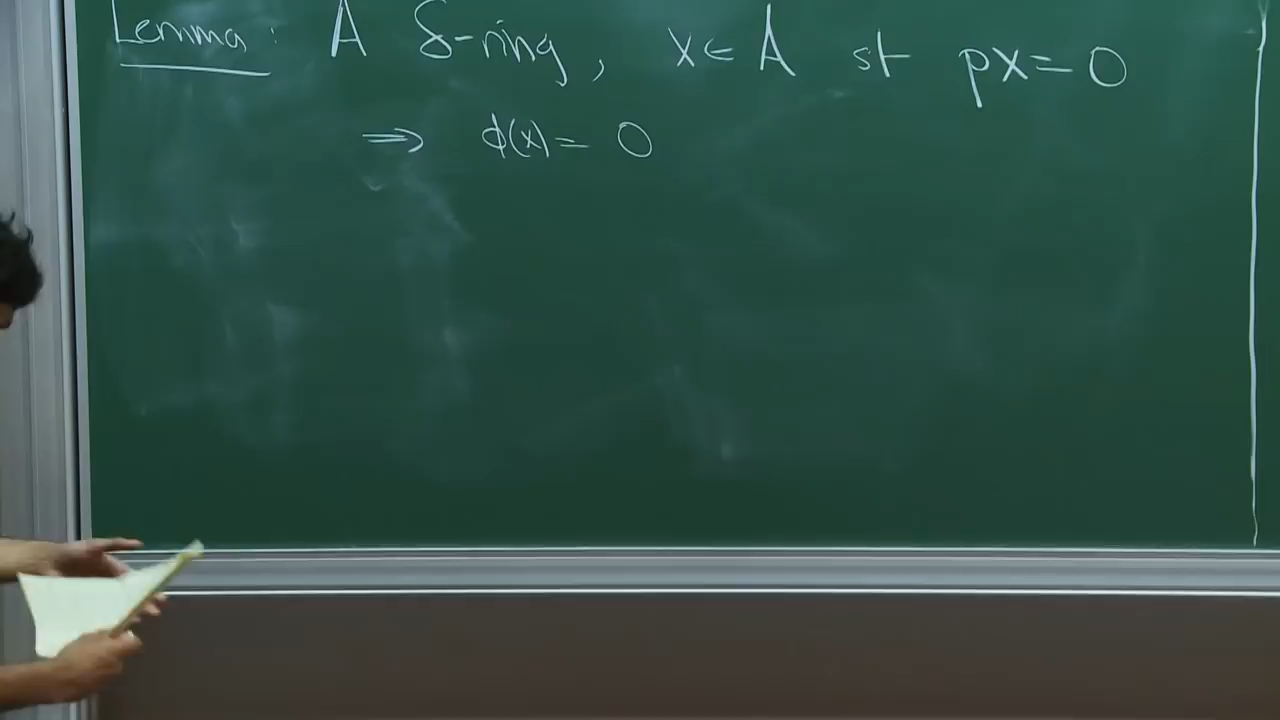 Lemma: A δ-ring, x∈A st px=0
⇒ ϕ(x)= 0